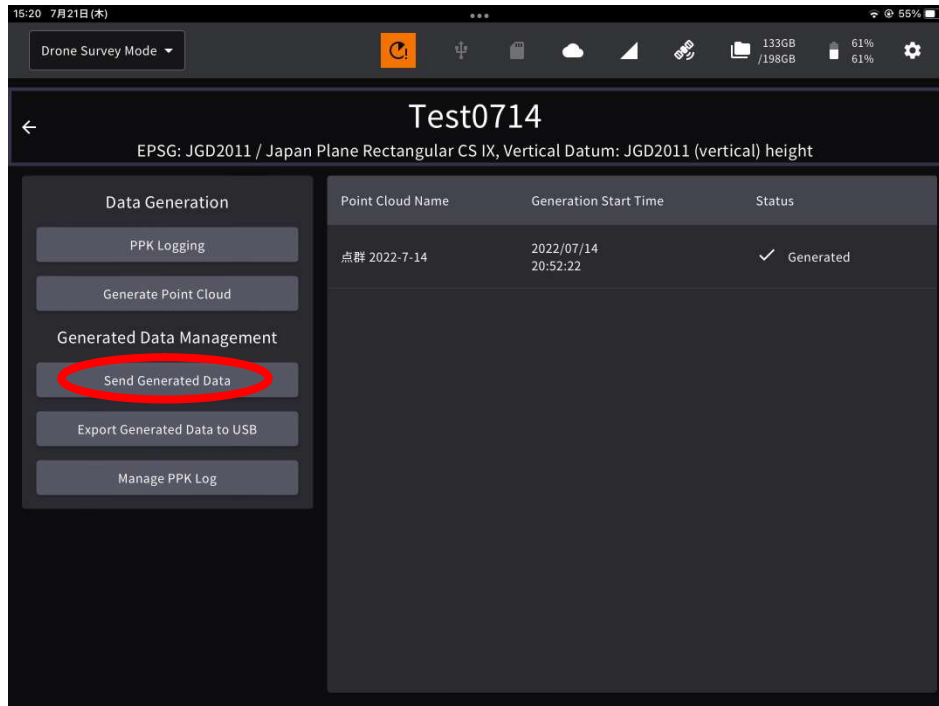 15:20 7月21日(木)
55%
Drone Survey Mode
133GB
/198GB
61%
61%
Test0714
EPSG: JGD2011 / Japan Plane Rectangular CS IX, Vertical Datum: JGD2011 (vertical) height
Data Generation
PPK Logging
Generate Point Cloud
Generated Data Management
Send Generated Data
Export Generated Data to USB
Manage PPK Log
Point Cloud Name Generation Start Time Status
点群 2022-7-14
2022/07/14
20:52:22
Generated